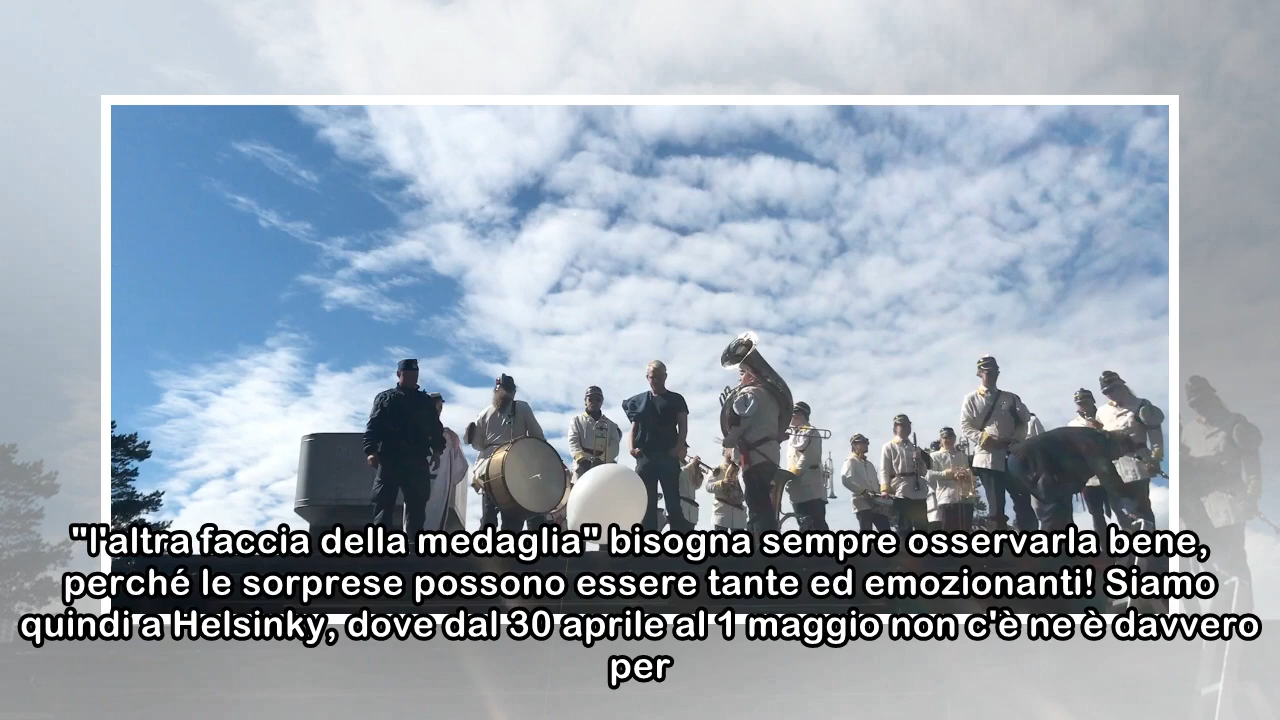 "l'altra faccia della medaglia" bisogna sempre osservarla bene,
perché le sorprese possono essere tante ed emozionanti! Siamo
quindi a Helsinky, dove dal 30 aprile al 1 maggio non c'è ne è davvero
per